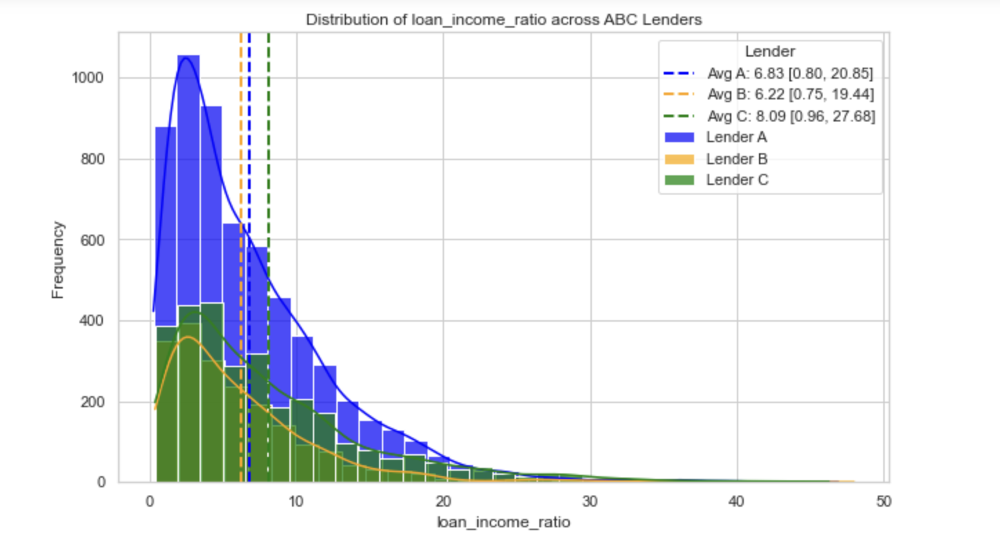 Distribution of loan_income_ratio across ABC Lenders
Lender
Avg A: 6.83 [0.80, 20.85]
Avg B: 6.22 [0.75, 19.44]
Avg C: 8.09 [0.96, 27.68]
Lender A
Lender B
Lender C
Frequency
1000
800
600
400
200
0
0 10 20 30 40 50
loan_income_ratio